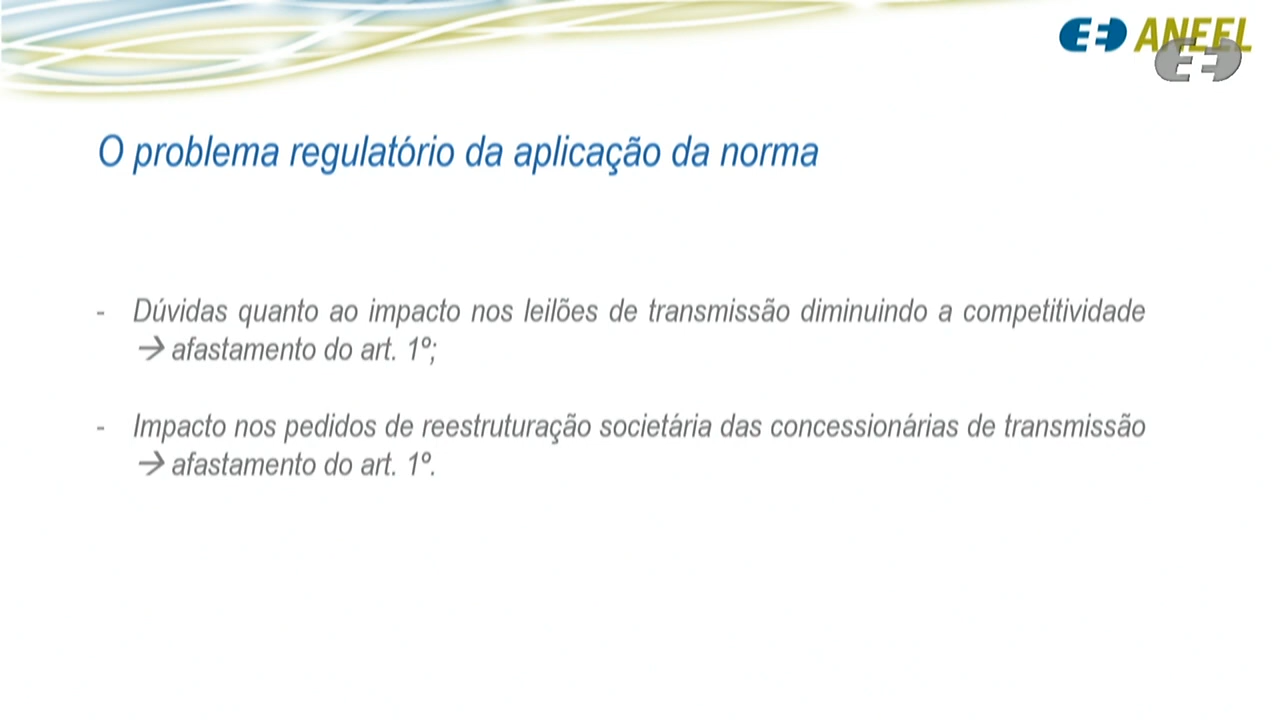 ANEEL
O problema regulatório da aplicação da norma
- Dúvidas quanto ao impacto nos leilões de transmissão diminuindo a competitividade
→ afastamento do art. 1º;
- Impacto nos pedidos de reestruturação societária das concessionárias de transmissão
→ afastamento do art. 1º.